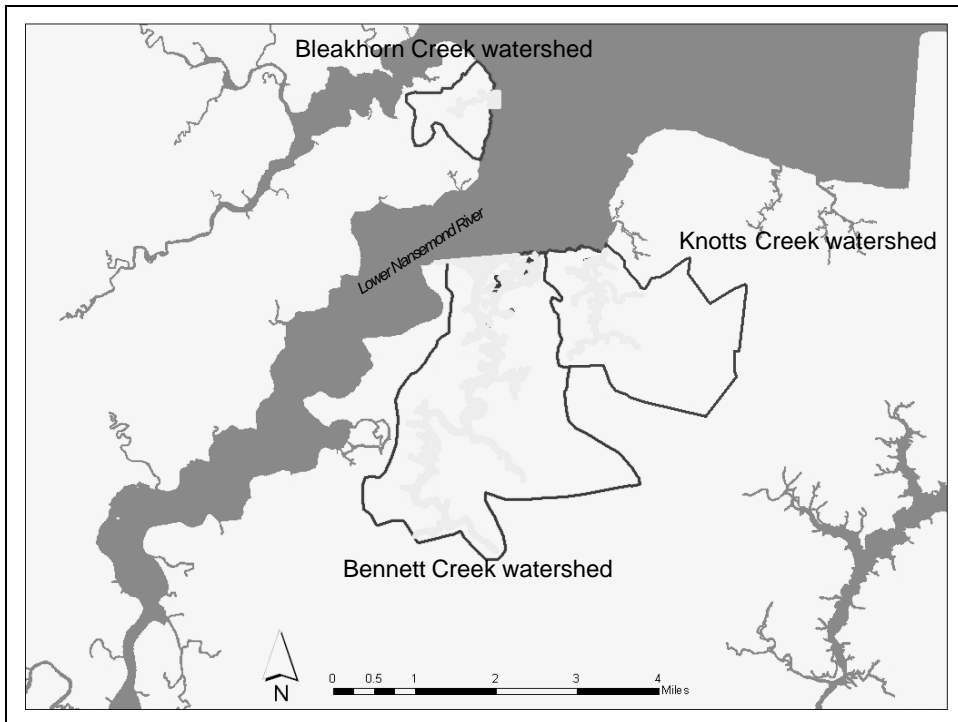 Bleakhorn Creek watershed
Lower Nansemond River
Knotts Creek watershed
Bennett Creek watershed
N
0 0.5 1 2 3 4
Miles